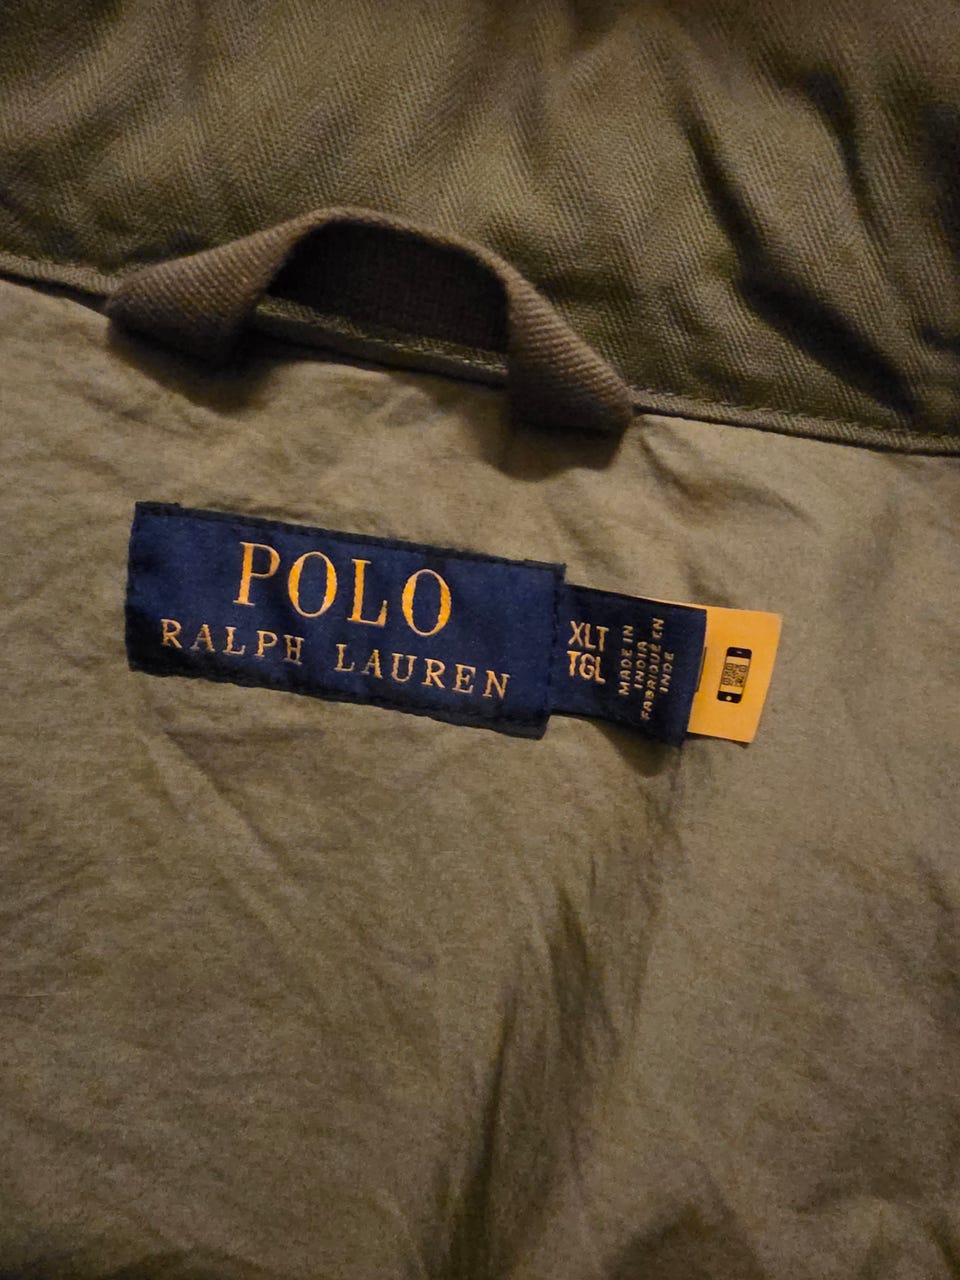 POLO
RALPH LAUREN
XLT
TGL
MADE IN
INDIA
FABRIQUÉ EN
INDE